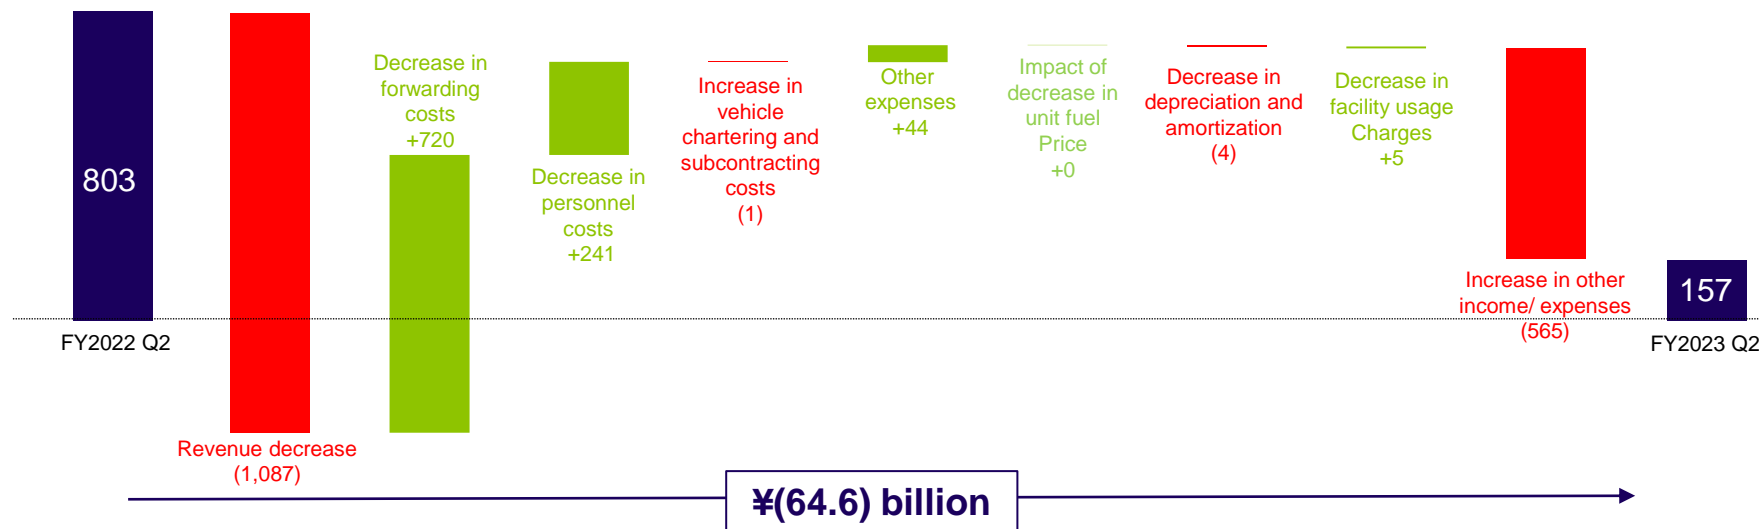 803
FY2022 Q2
Revenue decrease
(1,087)
Decrease in
forwarding
costs
+720
Decrease in
personnel
costs
+241
Increase in
vehicle
chartering and
subcontracting
costs
(1)
Other
expenses
+44
Impact of
decrease in
unit fuel
Price
+0
Decrease in
depreciation and
amortization
(4)
Decrease in
facility usage
Charges
+5
Increase in other
income/ expenses
(565)
157
FY2023 Q2
¥(64.6) billion